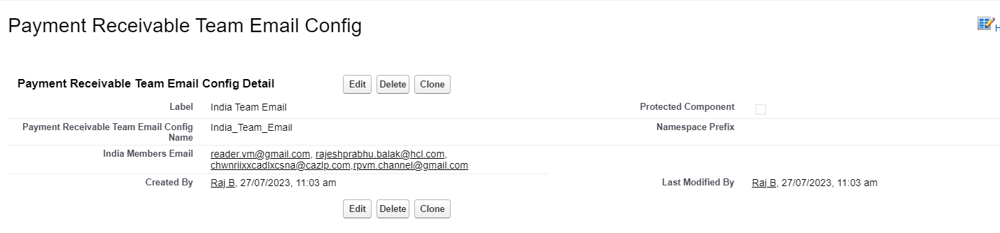 Payment Receivable Team Email Config
H
Payment Receivable Team Email Config Detail
Edit Delete Clone
Label India Team Email Protected Component
Payment Receivable Team Email Config Name India_Team_Email Namespace Prefix
India Members Email reader.vm@gmail.com, rajeshprabhu.balak@hcl.com,
chwnriixxcadlxcsna@cazlp.com,rpvm.channel@gmail.com
Created By Raj B, 27/07/2023, 11:03 am Last Modified By Raj B, 27/07/2023, 11:03 am
Edit Delete Clone